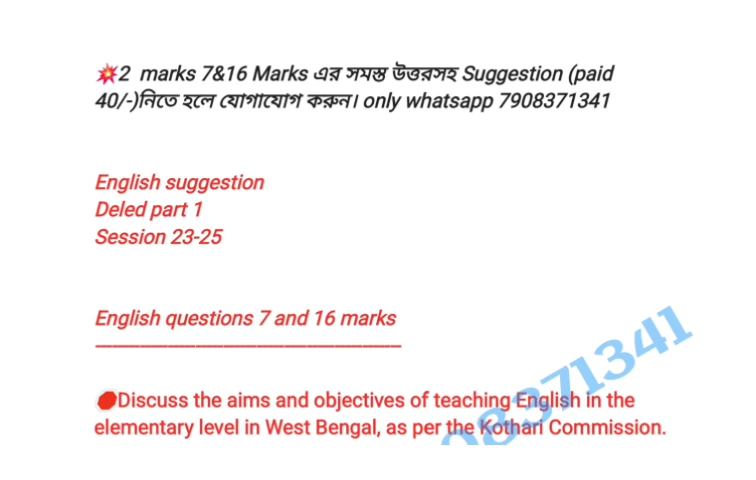 💥2 marks 7&16 Marks এর সমস্ত উত্তরসহ Suggestion (paid
40/-)নিতে হলে যোগাযোগ করুন। only whatsapp 7908371341
English suggestion
Deled part 1
Session 23-25
English questions 7 and 16 marks
🛑Discuss the aims and objectives of teaching English in the
elementary level in West Bengal, as per the Kothari Commission.
08371341